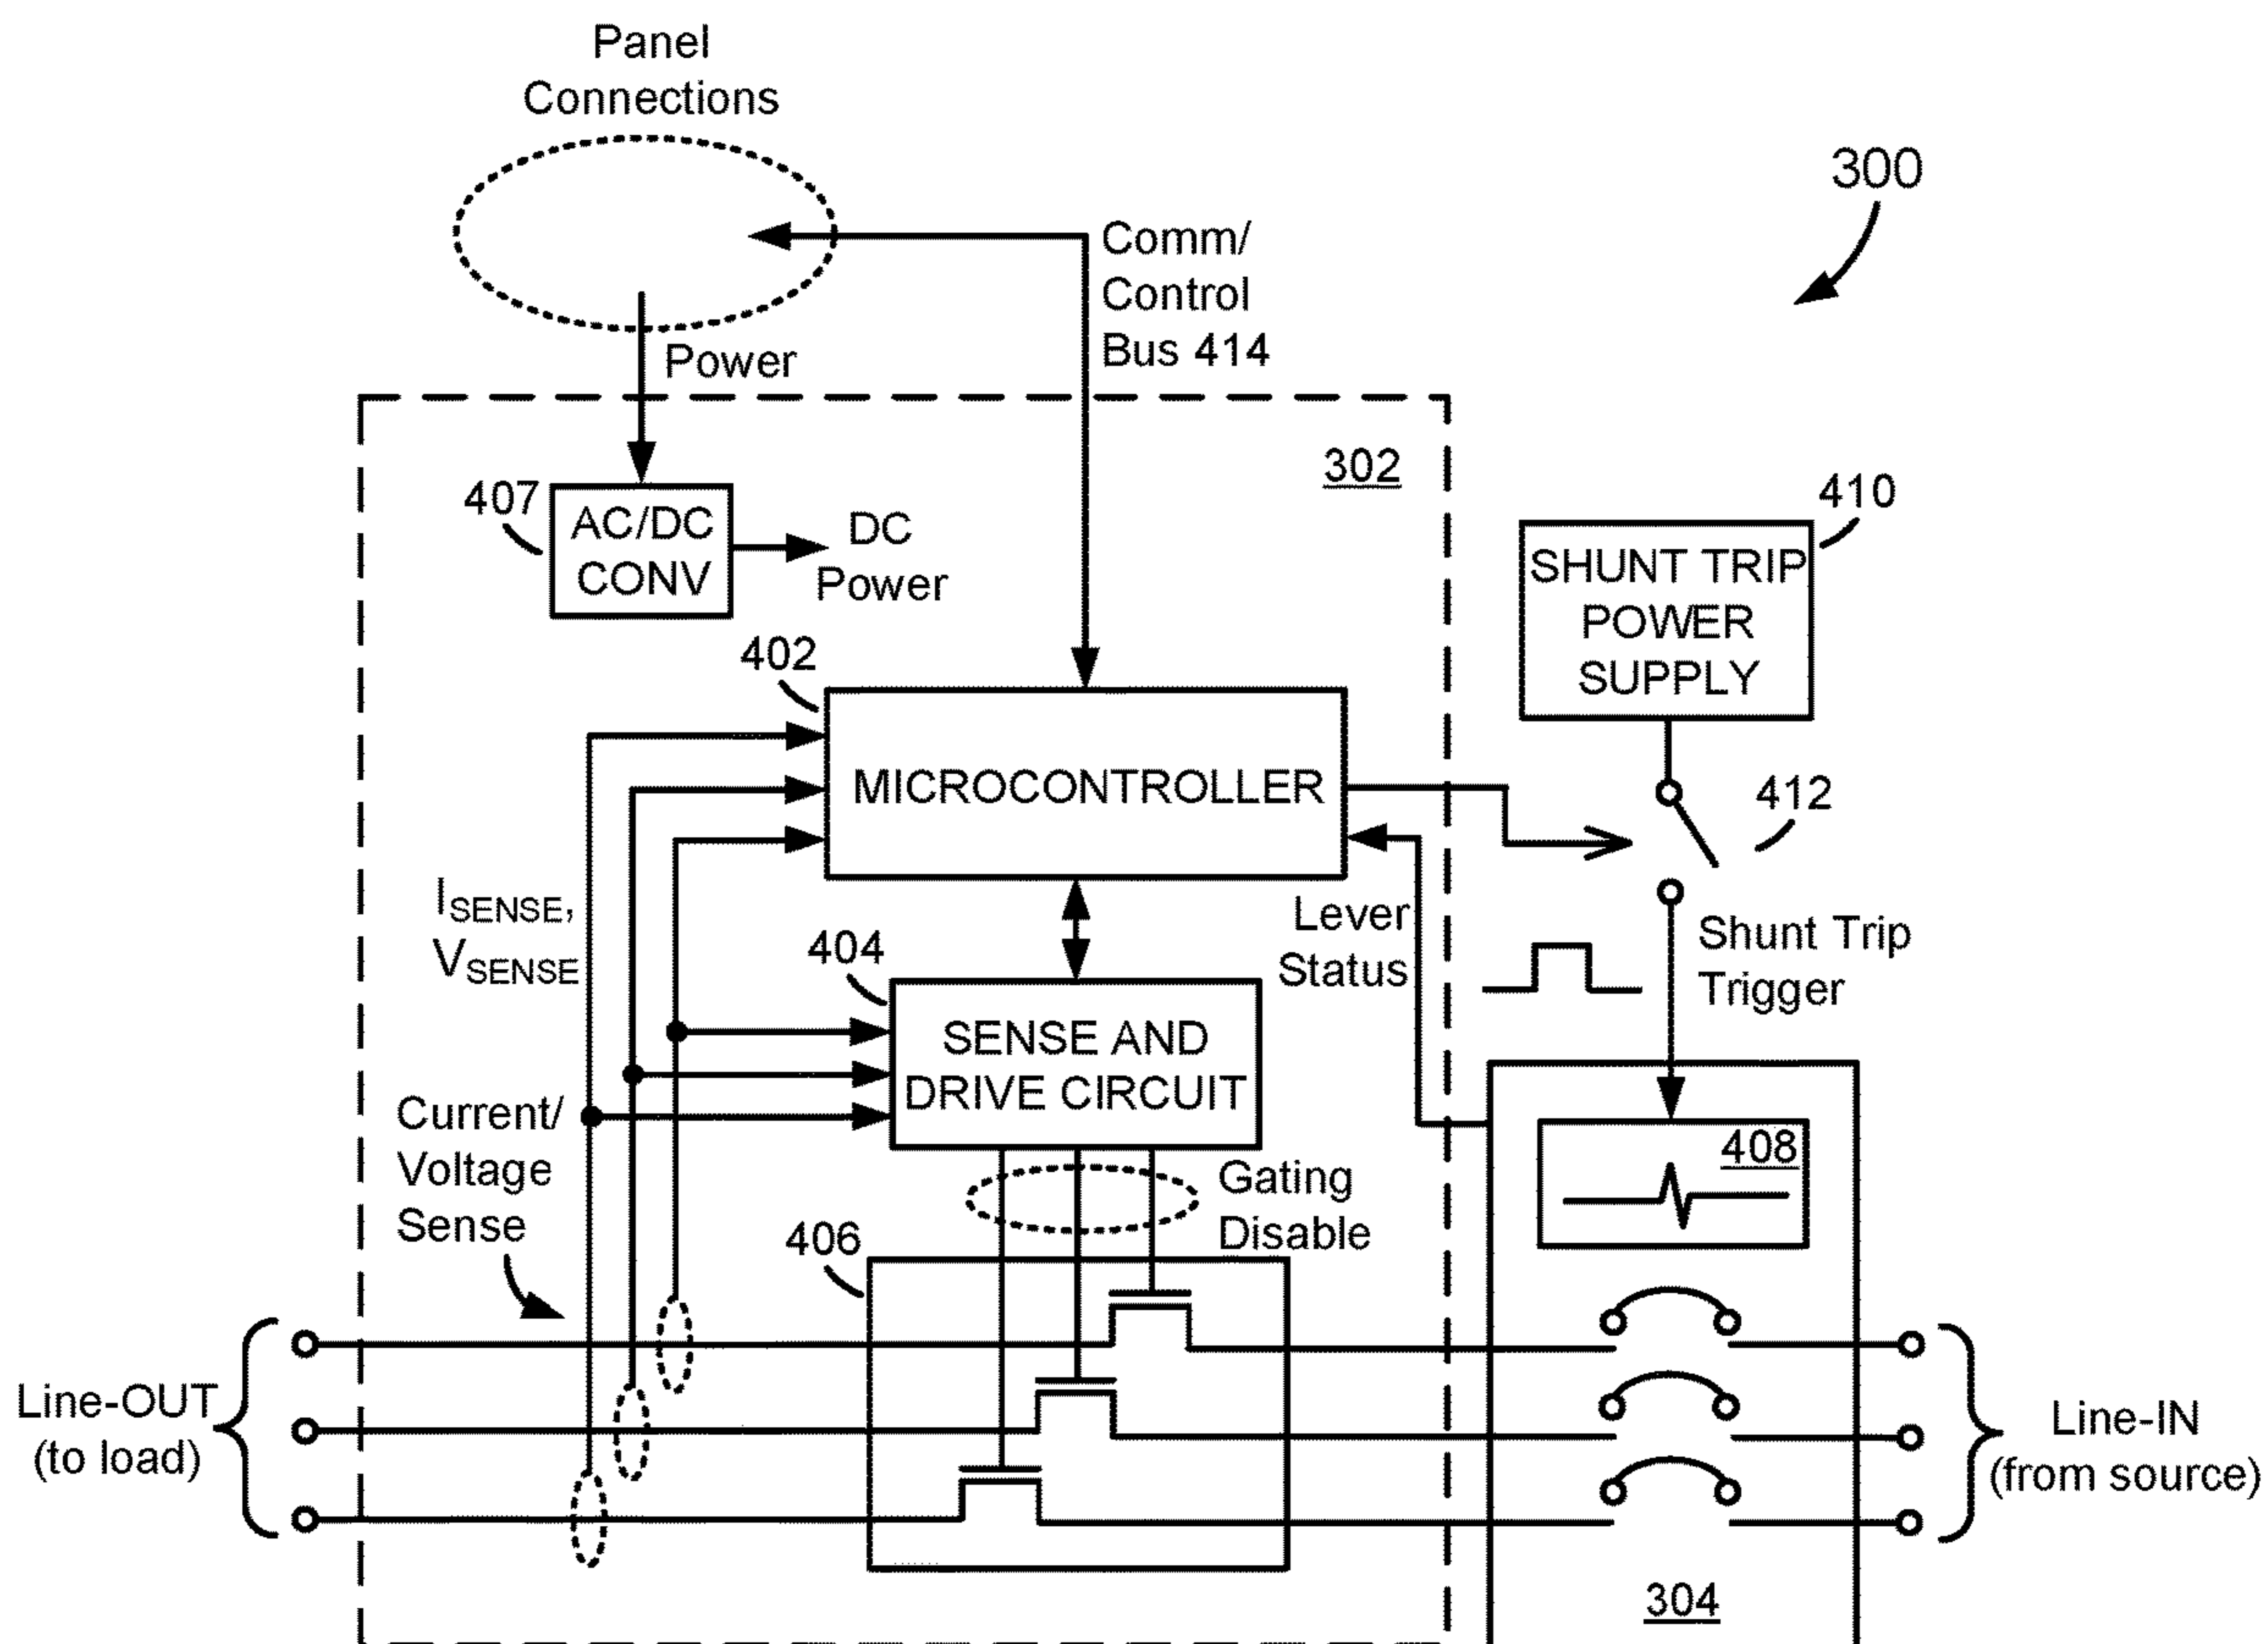 Panel
Connections
300
Comm/
Control
Bus 414
Power
302
407
AC/DC
CONV
DC
Power
410
SHUNT TRIP
POWER
SUPPLY
402
MICROCONTROLLER
412
I_SENSE,
V_SENSE
Lever
Status
Shunt Trip
Trigger
404
SENSE AND
DRIVE CIRCUIT
Current/
Voltage
Sense
408
Gating
Disable
406
Line-OUT
(to load)
Line-IN
(from source)
304